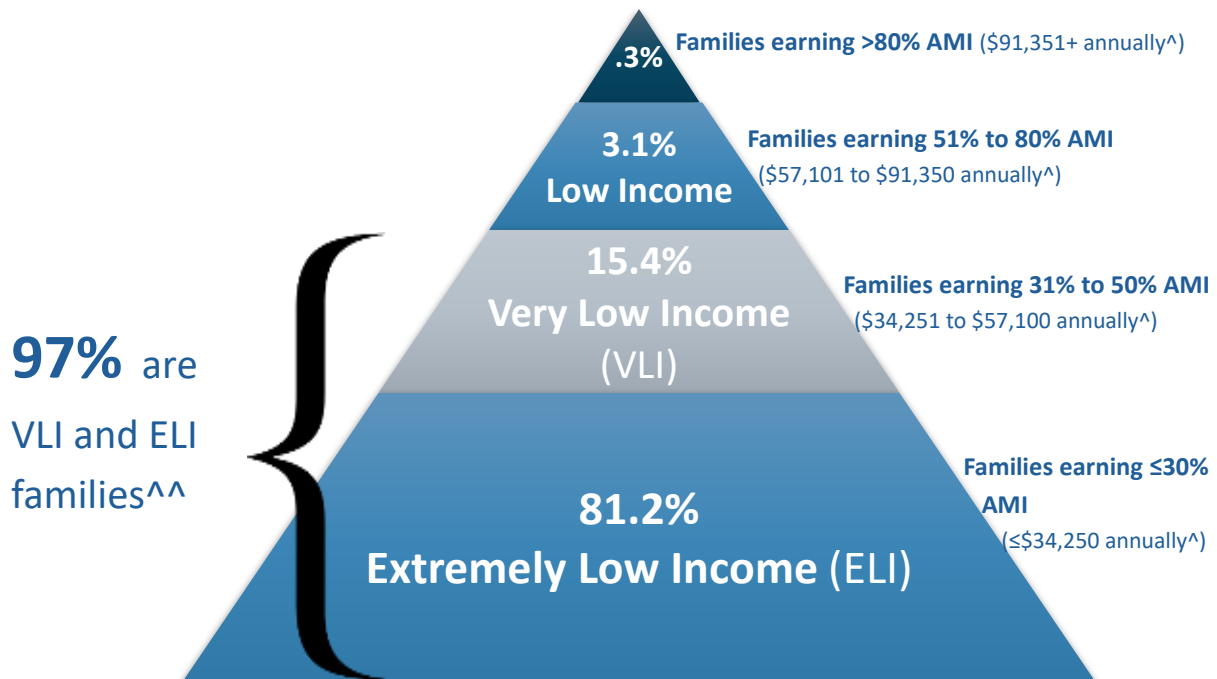 .3%
Families earning >80% AMI ($91,351+ annually^)
3.1%
Low Income
Families earning 51% to 80% AMI
($57,101 to $91,350 annually^)
15.4%
Very Low Income
(VLI)
Families earning 31% to 50% AMI
($34,251 to $57,100 annually^)
97% are
VLI and ELI
families^^
81.2%
Extremely Low Income (ELI)
Families earning ≤30%
AMI
(≤$34,250 annually^)